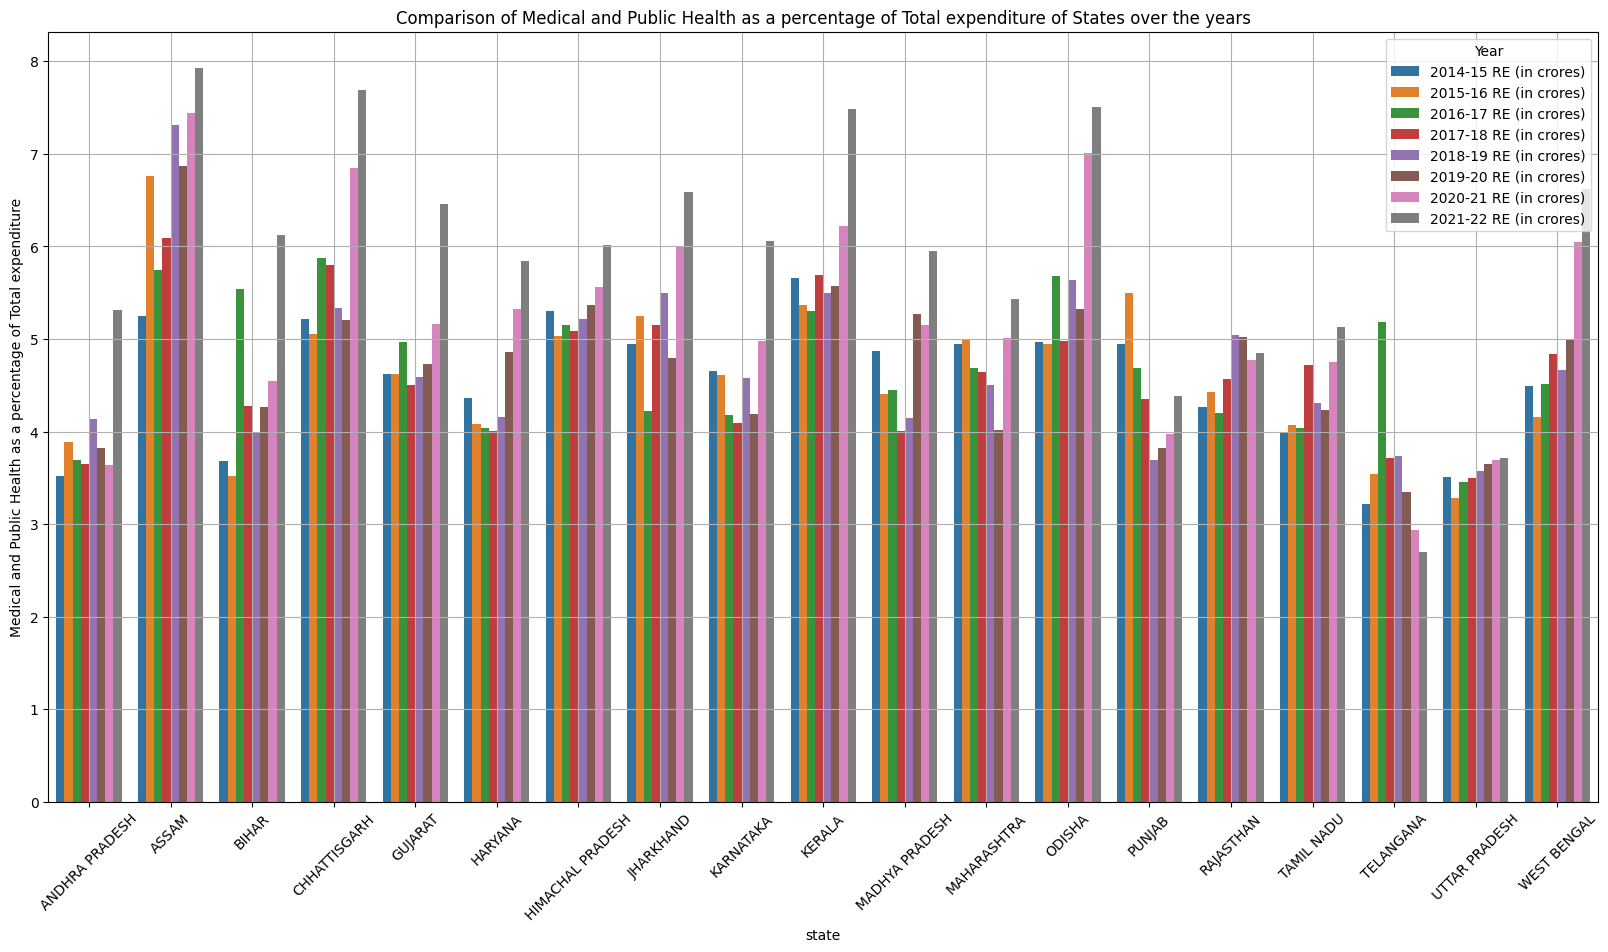 Comparison of Medical and Public Health as a percentage of Total expenditure of States over the years
Medical and Public Health as a percentage of Total expenditure
8
7
6
5
4
3
2
1
0
Year
2014-15 RE (in crores)
2015-16 RE (in crores)
2016-17 RE (in crores)
2017-18 RE (in crores)
2018-19 RE (in crores)
2019-20 RE (in crores)
2020-21 RE (in crores)
2021-22 RE (in crores)
ANDHRA PRADESH
ASSAM
BIHAR
CHHATTISGARH
GUJARAT
HARYANA
HIMACHAL PRADESH
JHARKHAND
KARNATAKA
KERALA
MADHYA PRADESH
MAHARASHTRA
ODISHA
PUNJAB
RAJASTHAN
TAMIL NADU
TELANGANA
UTTAR PRADESH
WEST BENGAL
state